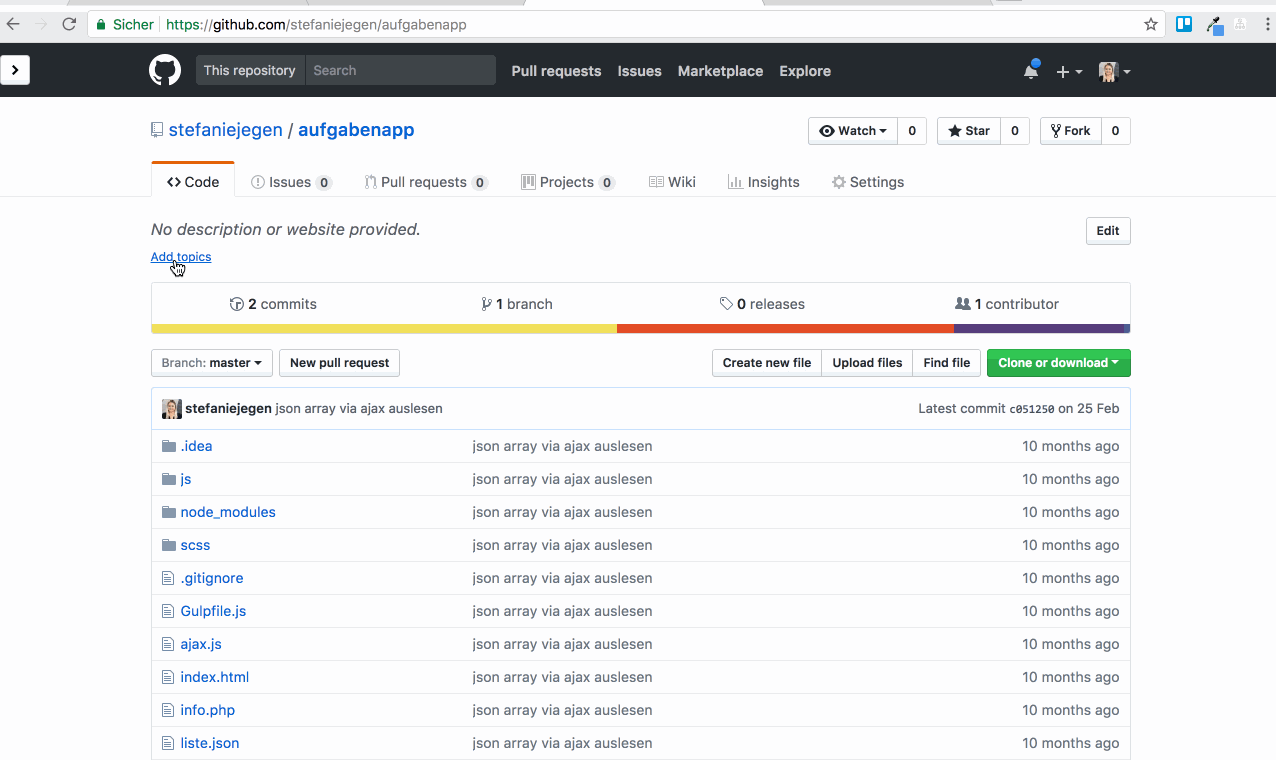 Sicher https://github.com/stefaniejegen/aufgabenapp
This repository Search Pull requests Issues Marketplace Explore
stefaniejegen / aufgabenapp Watch 0 Star 0 Fork 0
Code Issues 0 Pull requests 0 Projects 0 Wiki Insights Settings
No description or website provided. Edit
Add topics
2 commits 1 branch 0 releases 1 contributor
Branch: master New pull request Create new file Upload files Find file Clone or download
stefaniejegen json array via ajax auslesen Latest commit c051250 on 25 Feb
.idea json array via ajax auslesen 10 months ago
js json array via ajax auslesen 10 months ago
node_modules json array via ajax auslesen 10 months ago
scss json array via ajax auslesen 10 months ago
.gitignore json array via ajax auslesen 10 months ago
Gulpfile.js json array via ajax auslesen 10 months ago
ajax.js json array via ajax auslesen 10 months ago
index.html json array via ajax auslesen 10 months ago
info.php json array via ajax auslesen 10 months ago
liste.json json array via ajax auslesen 10 months ago